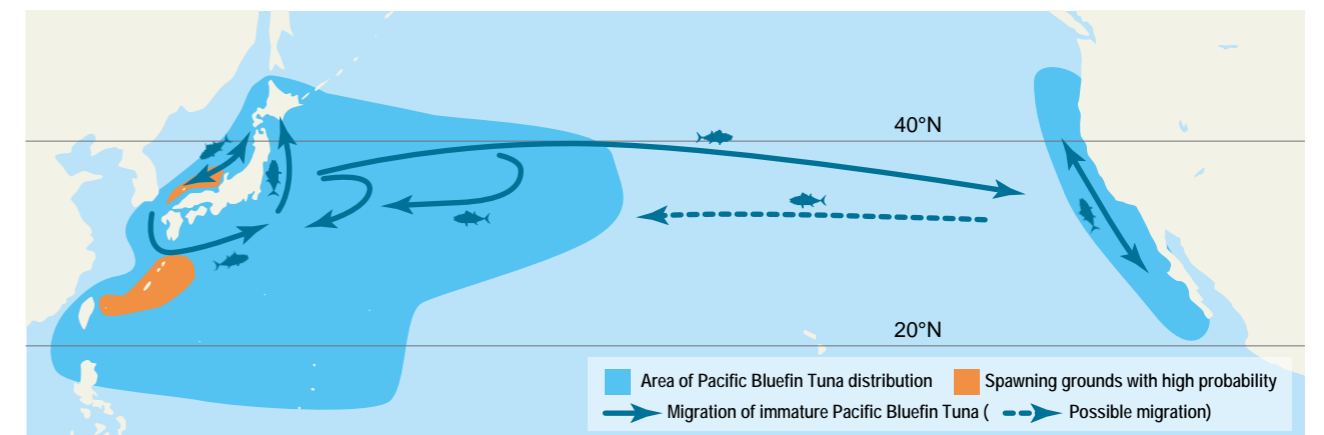 40°N
20°N
Area of Pacific Bluefin Tuna distribution
Spawning grounds with high probability
Migration of immature Pacific Bluefin Tuna ( Possible migration)